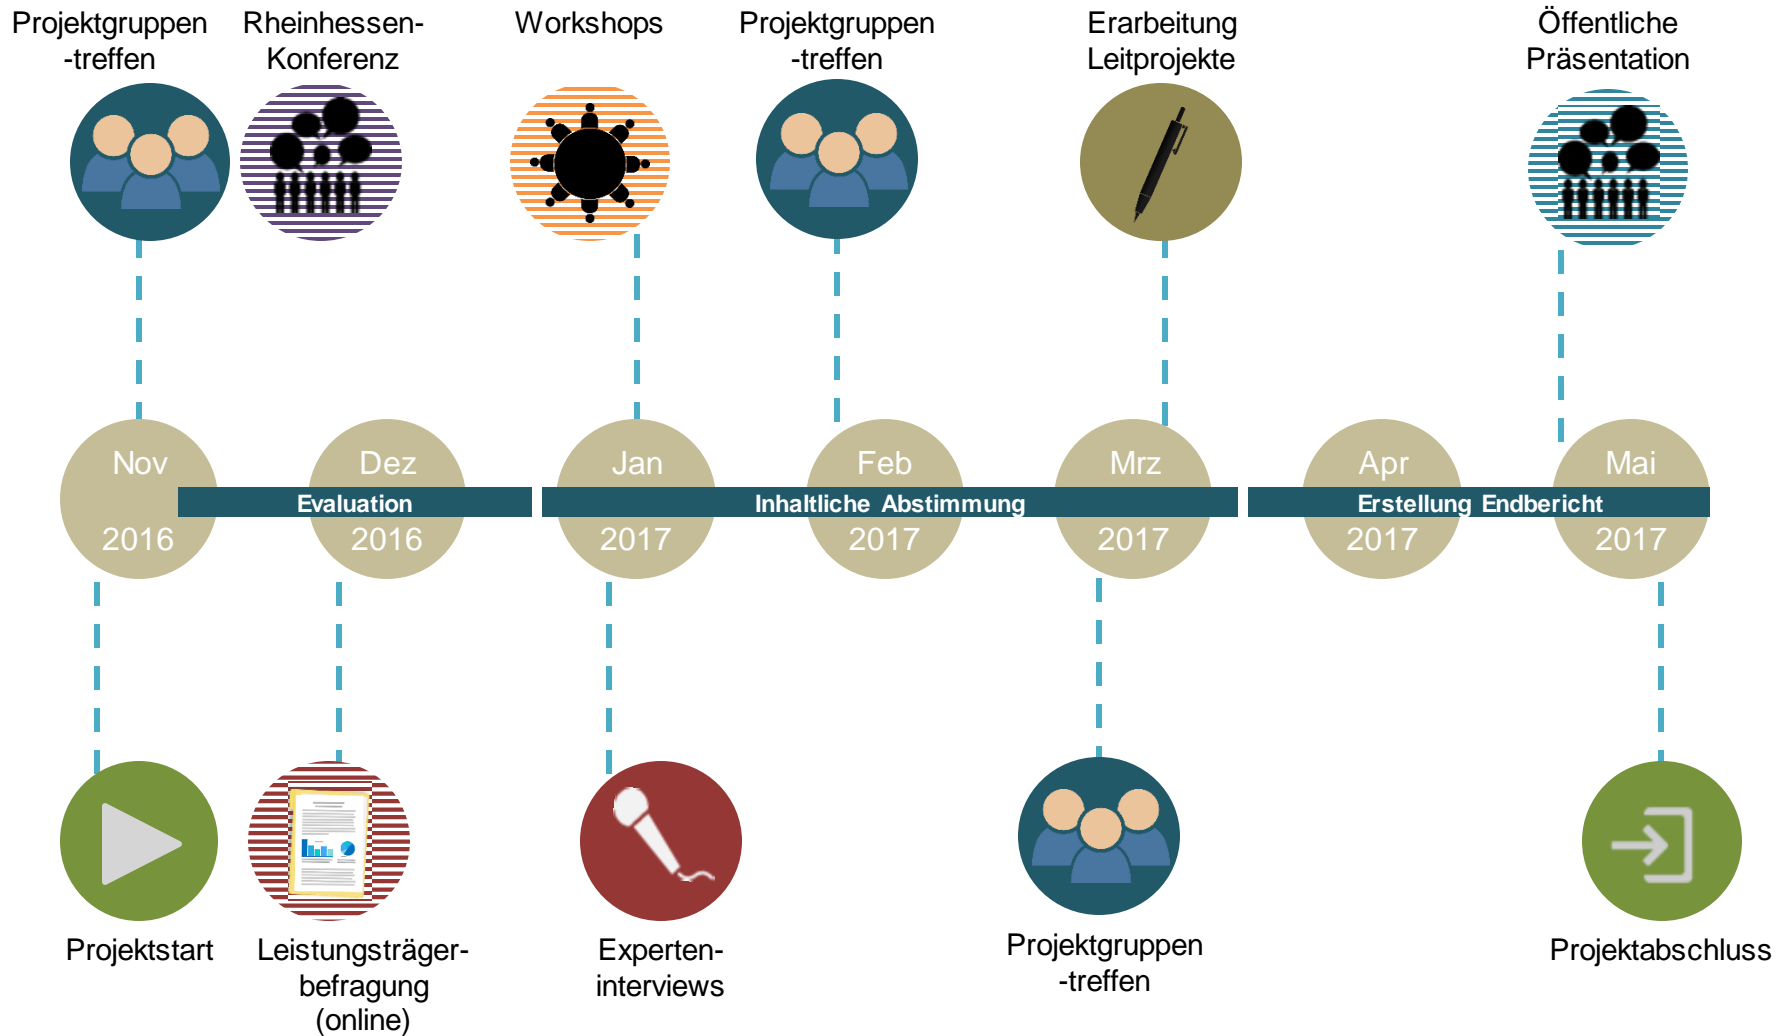 Projektgruppen
-treffen
Rheinhessen-
Konferenz
Workshops
Projektgruppen
-treffen
Erarbeitung
Leitprojekte
Öffentliche
Präsentation
Nov
2016
Dez
2016
Jan
2017
Feb
2017
Mrz
2017
Apr
2017
Mai
2017
Evaluation
Inhaltliche Abstimmung
Erstellung Endbericht
Projektstart
Leistungsträger-
befragung
(online)
Experten-
interviews
Projektgruppen
-treffen
Projektabschluss